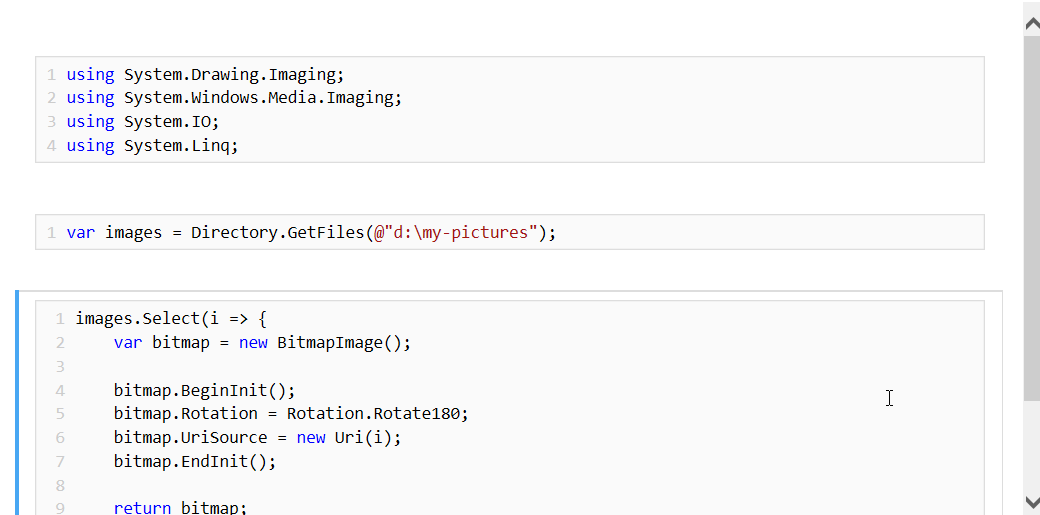 1 using System.Drawing.Imaging;
2 using System.Windows.Media.Imaging;
3 using System.IO;
4 using System.Linq;
1 var images = Directory.GetFiles(@"d:\my-pictures");
1 images.Select(i => {
2     var bitmap = new BitmapImage();
3
4     bitmap.BeginInit();
5     bitmap.Rotation = Rotation.Rotate180;
6     bitmap.UriSource = new Uri(i);
7     bitmap.EndInit();
8
9     return bitmap;